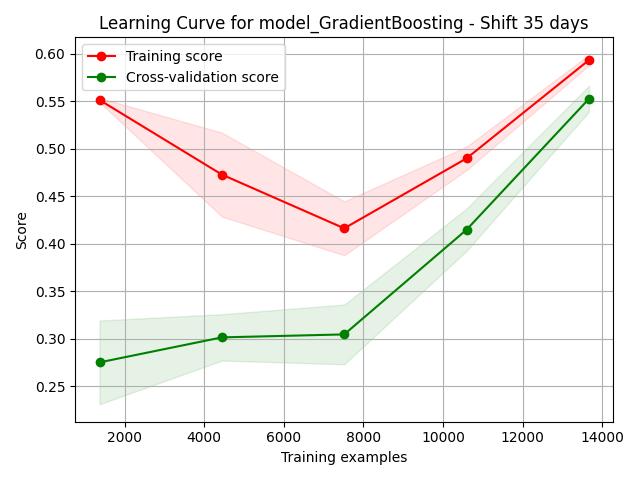 Learning Curve for model_GradientBoosting - Shift 35 days
Training score
Cross-validation score
0.60
0.55
0.50
0.45
0.40
0.35
0.30
0.25
Score
2000 4000 6000 8000 10000 12000 14000
Training examples